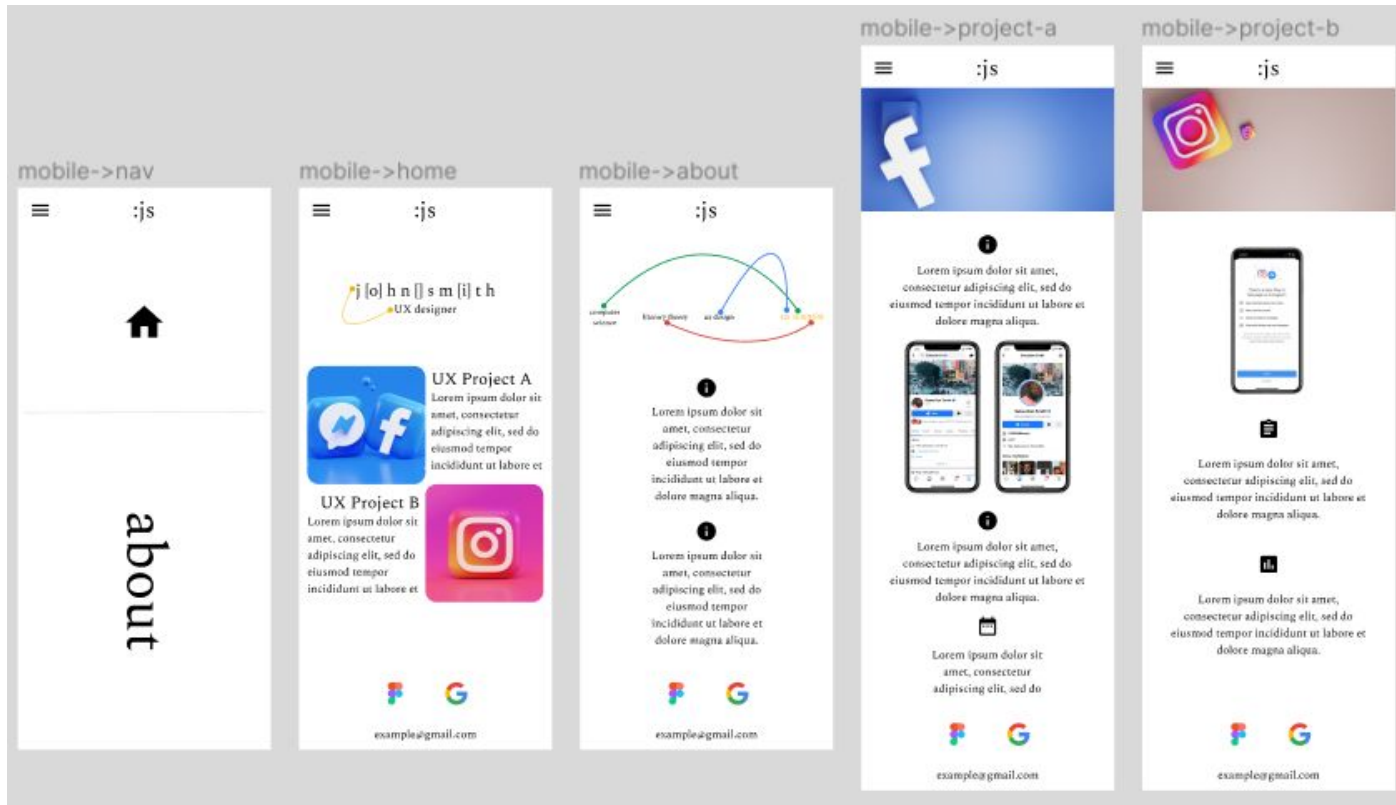 mobile->nav
:js
about
mobile->home
:js
j [o] h n [] s m [i] t h
UX designer
UX Project A
Lorem ipsum dolor sit
amet, consectetur
adipiscing elit, sed do
eiusmod tempor
incididunt ut labore et
UX Project B
Lorem ipsum dolor sit
amet, consectetur
adipiscing elit, sed do
eiusmod tempor
incididunt ut labore et
example@gmail.com
mobile->about
:js
computer
science
literary theory
ux design
Lorem ipsum dolor sit
amet, consectetur
adipiscing elit, sed do
eiusmod tempor
incididunt ut labore et
dolore magna aliqua.
Lorem ipsum dolor sit
amet, consectetur
adipiscing elit, sed do
eiusmod tempor
incididunt ut labore et
dolore magna aliqua.
example@gmail.com
mobile->project-a
:js
Lorem ipsum dolor sit amet,
consectetur adipiscing elit, sed do
eiusmod tempor incididunt ut labore et
dolore magna aliqua.
Lorem ipsum dolor sit amet,
consectetur adipiscing elit, sed do
eiusmod tempor incididunt ut labore et
dolore magna aliqua.
Lorem ipsum dolor sit
amet, consectetur
adipiscing elit, sed do
example@gmail.com
mobile->project-b
:js
Lorem ipsum dolor sit amet,
consectetur adipiscing elit, sed do
eiusmod tempor incididunt ut labore et
dolore magna aliqua.
Lorem ipsum dolor sit amet,
consectetur adipiscing elit, sed do
eiusmod tempor incididunt ut labore et
dolore magna aliqua.
example@gmail.com